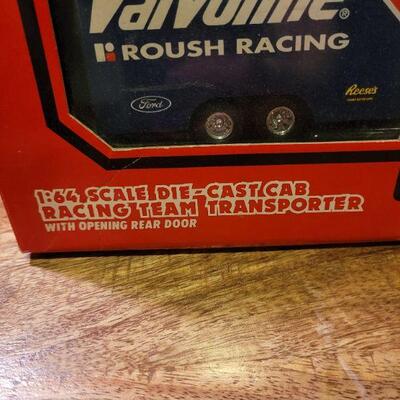 Valvoline®
ROUSH RACING
Ford
Reese's
1:64 SCALE DIE-CAST CAB
RACING TEAM TRANSPORTER
WITH OPENING REAR DOOR